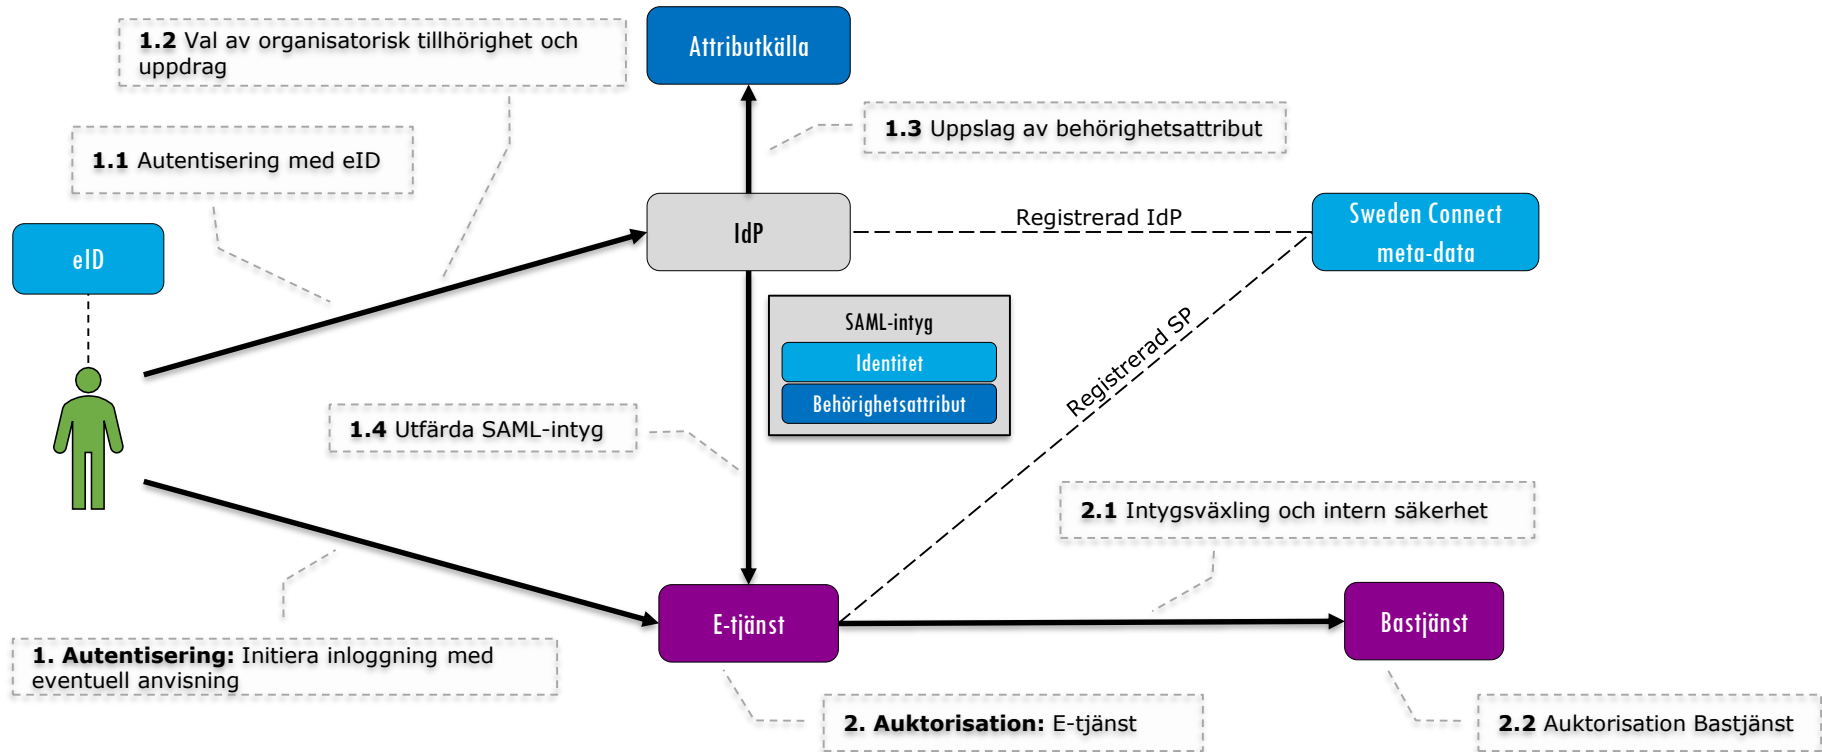 1.2 Val av organisatorisk tillhörighet och
uppdrag
Attributkälla
1.3 Uppslag av behörighetsattribut
1.1 Autentisering med eID
eID
IdP
Registrerad IdP
Sweden Connect
meta-data
SAML-intyg
Identitet
Behörighetsattribut
Registrerad SP
1.4 Utfärda SAML-intyg
2.1 Intygsväxling och intern säkerhet
E-tjänst
Bastjänst
1. Autentisering: Initiera inloggning med
eventuell anvisning
2. Auktorisation: E-tjänst
2.2 Auktorisation Bastjänst